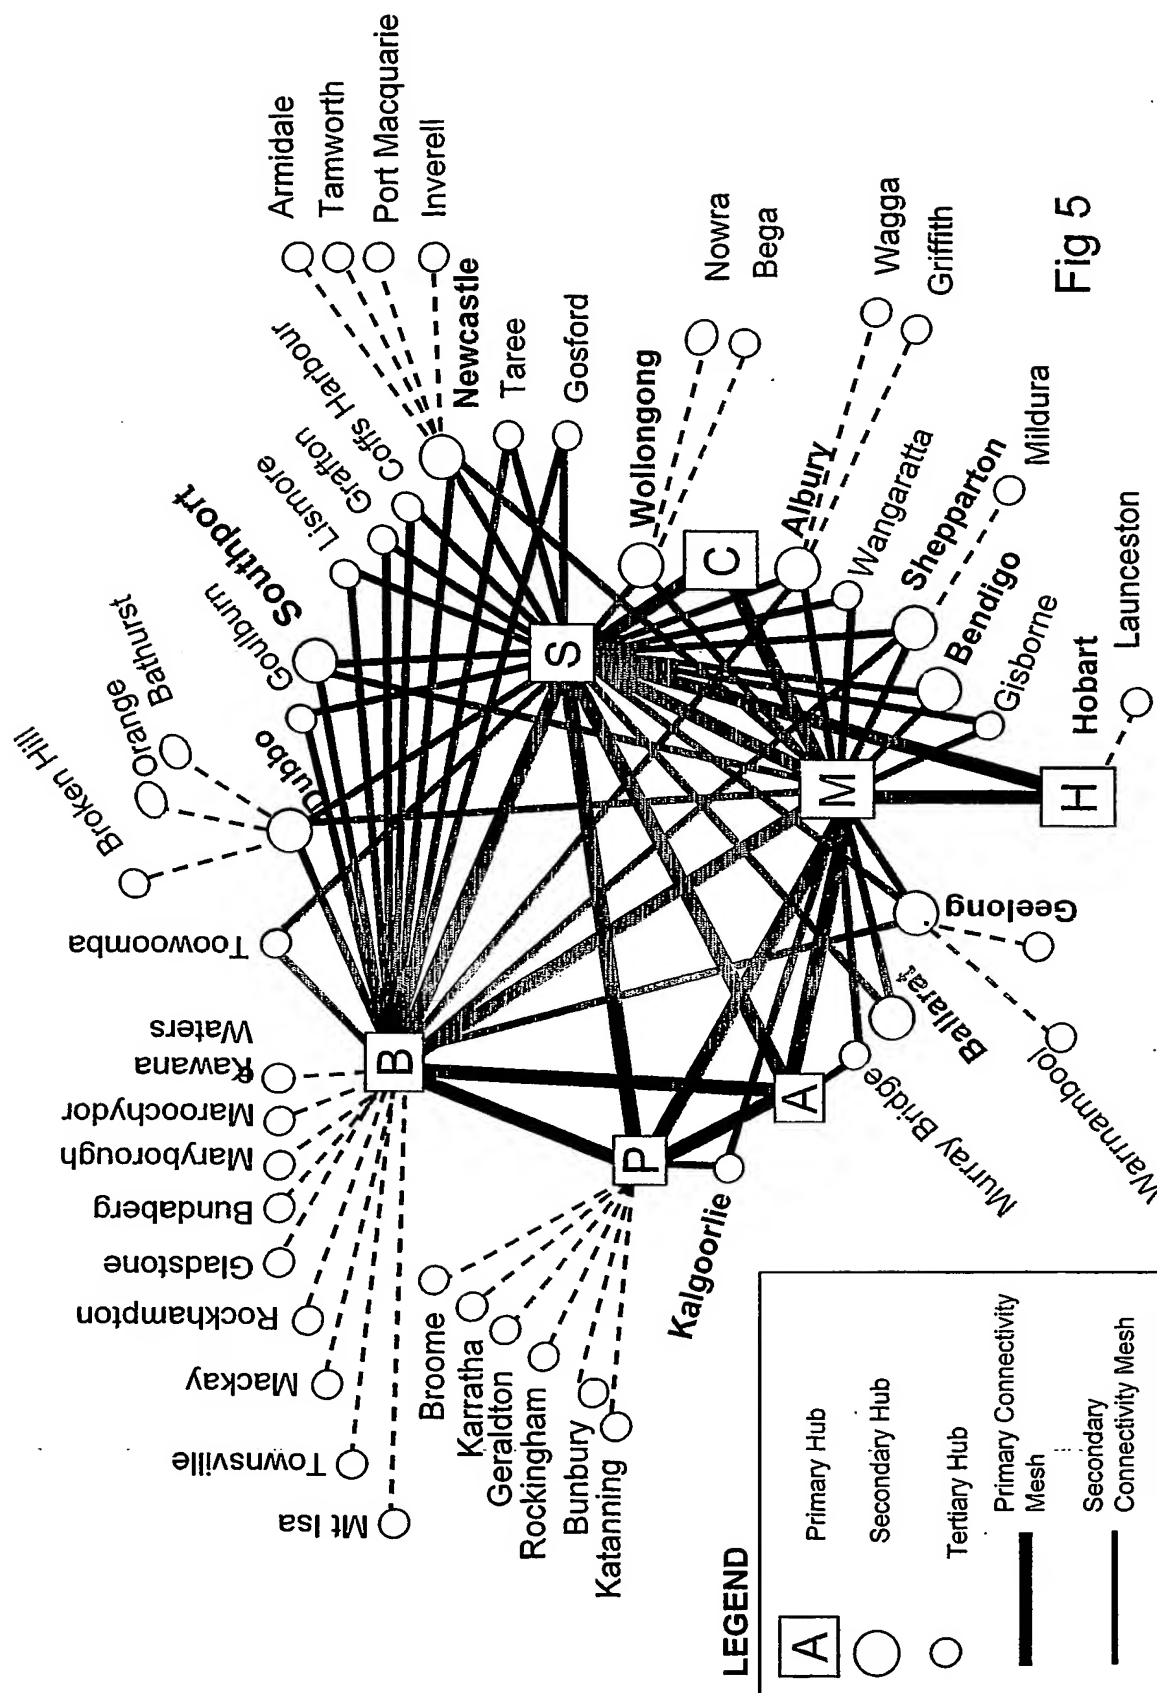 Armidale
Tamworth
Port Macquarie
Inverell
Newcastle
Taree
Gosford
Nowra
Bega
Wagga
Griffith
Mildura
Launceston
Fig 5
Coffs Harbour
Grafton
Lismore
Southport
Goulburn
Bathurst
Orange
Broken Hill
Dubbo
Wollongong
Albury
Wangaratta
Shepparton
Bendigo
Gisborne
Hobart
S
C
M
H
B
P
A
Toowoomba
Kawana
Waters
Maroochydor
Maryborough
Bundaberg
Gladstone
Rockhampton
Mackay
Townsville
Mt Isa
Broome
Karratha
Geraldton
Rockingham
Bunbury
Katanning
Kalgoorlie
Murray Bridge
Ballarat
Geelong
Warrnambool
LEGEND
A
Primary Hub
Secondary Hub
Tertiary Hub
Primary Connectivity
Mesh
Secondary
Connectivity Mesh